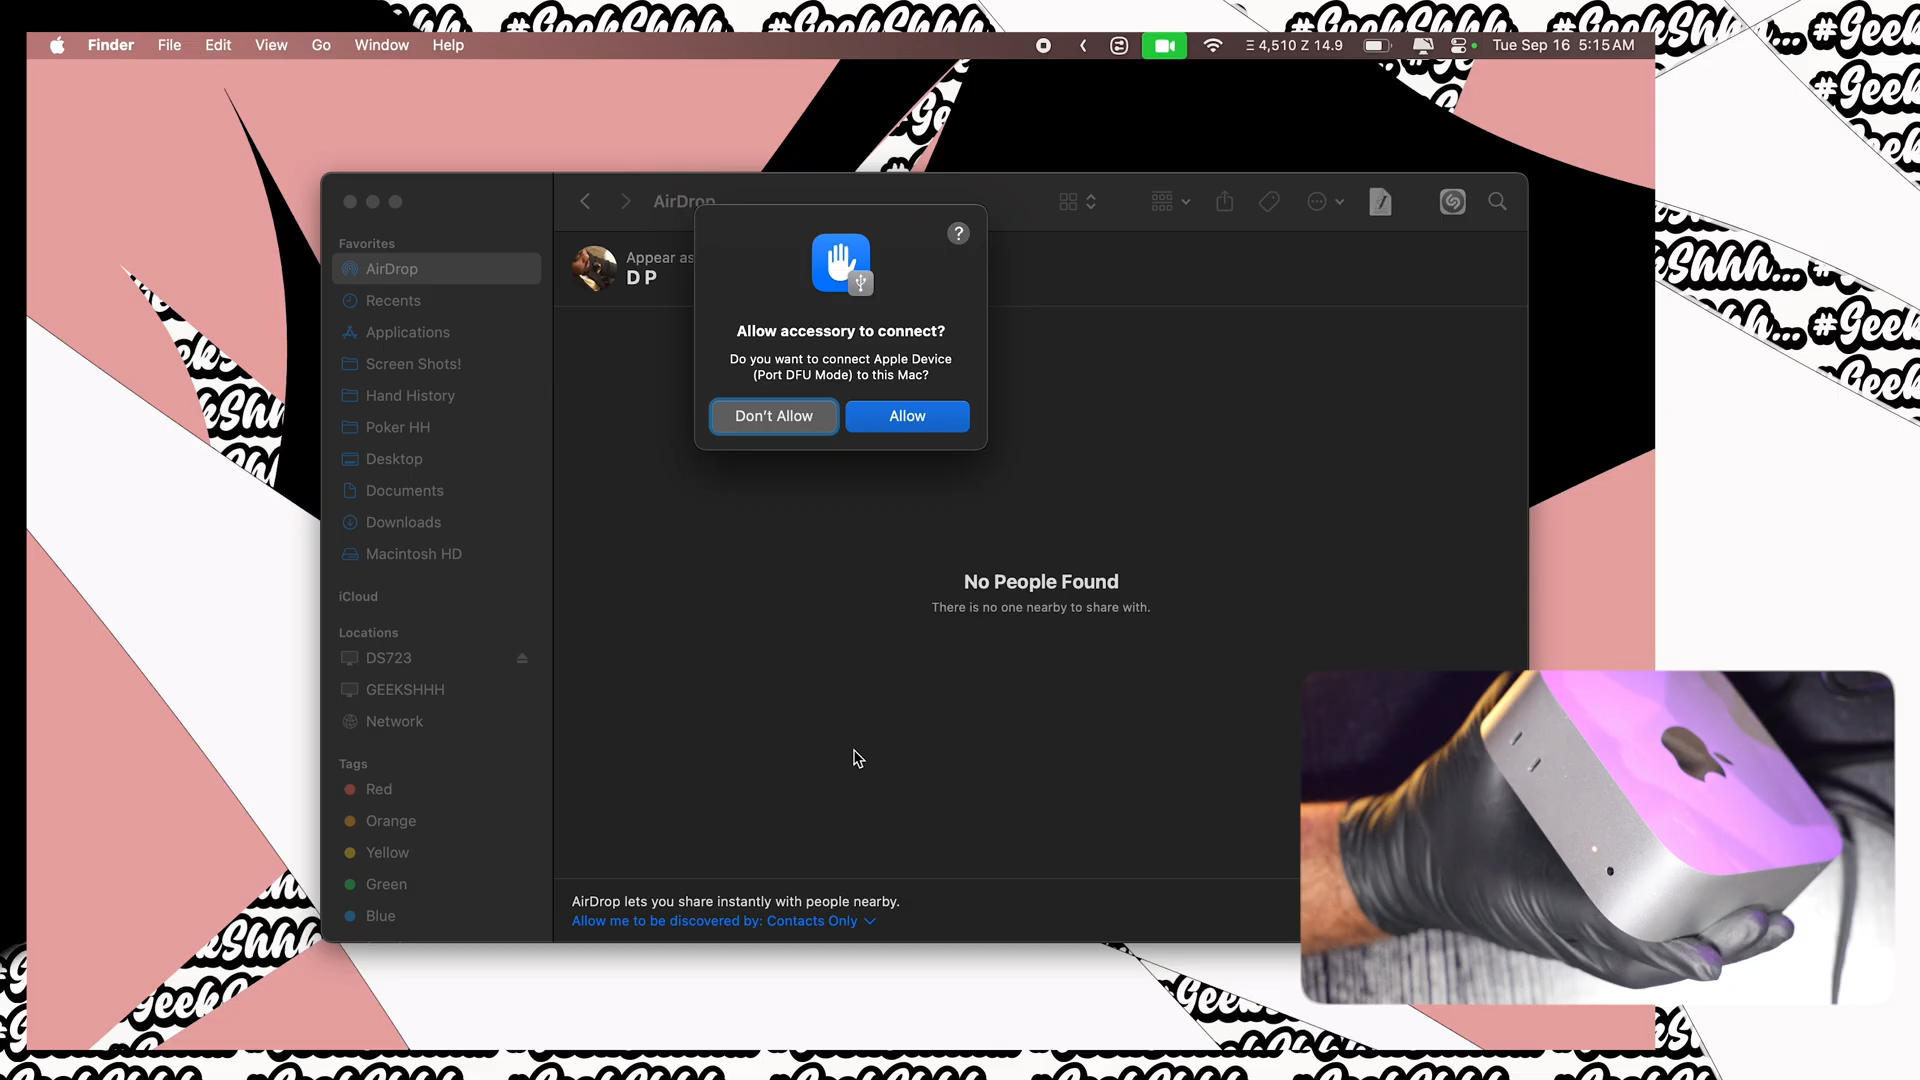 Finder File Edit View Go Window Help
4,510 Z 14.9 Tue Sep 16 5:15 AM
AirDrop
Favorites
AirDrop
Recents
Applications
Screen Shots!
Hand History
Poker HH
Desktop
Documents
Downloads
Macintosh HD
iCloud
Locations
DS723
GEEKSHHH
Network
Tags
Red
Orange
Yellow
Green
Blue
Appear as
D P
?
Allow accessory to connect?
Do you want to connect Apple Device
(Port DFU Mode) to this Mac?
Don't Allow Allow
No People Found
There is no one nearby to share with.
AirDrop lets you share instantly with people nearby.
Allow me to be discovered by: Contacts Only
#GeekShhh...